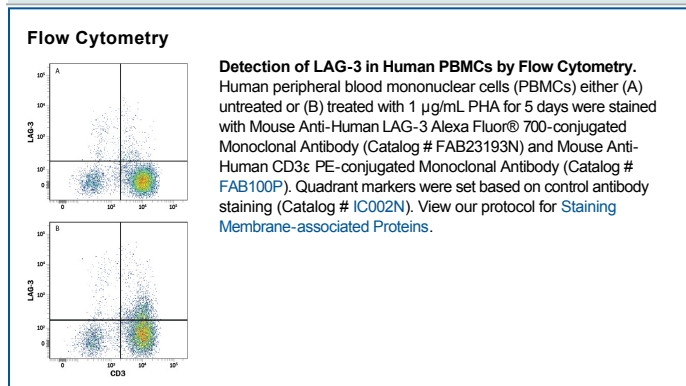 Flow Cytometry
Detection of LAG-3 in Human PBMCs by Flow Cytometry.
Human peripheral blood mononuclear cells (PBMCs) either (A)
untreated or (B) treated with 1 µg/mL PHA for 5 days were stained
with Mouse Anti-Human LAG-3 Alexa Fluor® 700-conjugated
Monoclonal Antibody (Catalog # FAB23193N) and Mouse Anti-
Human CD3ε PE-conjugated Monoclonal Antibody (Catalog #
FAB100P). Quadrant markers were set based on control antibody
staining (Catalog # IC002N). View our protocol for Staining
Membrane-associated Proteins.
A
LAG-3
0
0
B
LAG-3
0
0
CD3